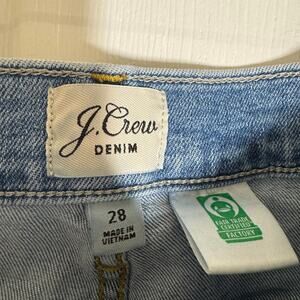 J.Crew
DENIM
28
MADE IN
VIETNAM
FAIR TRADE
CERTIFIED
FACTORY